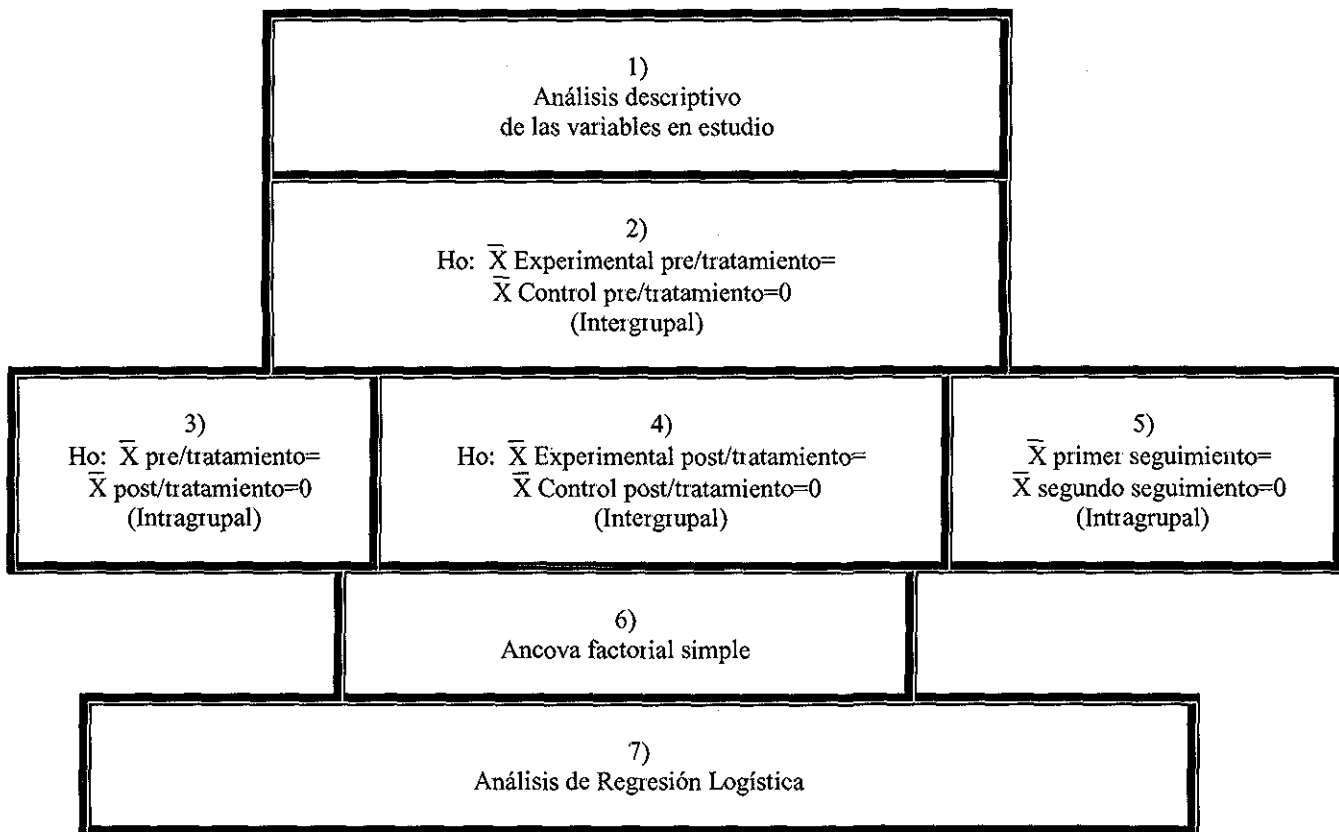 1)
Análisis descriptivo
de las variables en estudio
2)
Ho: X̅ Experimental pre/tratamiento=
X̅ Control pre/tratamiento=0
(Intergrupal)
3)
Ho: X̅ pre/tratamiento=
X̅ post/tratamiento=0
(Intragrupal)
4)
Ho: X̅ Experimental post/tratamiento=
X̅ Control post/tratamiento=0
(Intergrupal)
5)
X̅ primer seguimiento=
X̅ segundo seguimiento=0
(Intragrupal)
6)
Ancova factorial simple
7)
Análisis de Regresión Logística